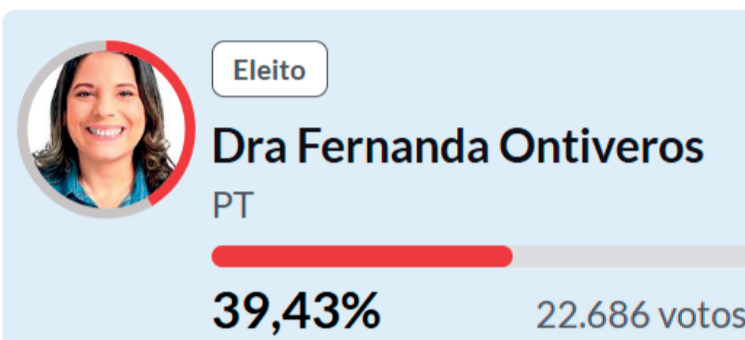 Eleito
Dra Fernanda Ontiveros
PT
39,43% 22.686 votos